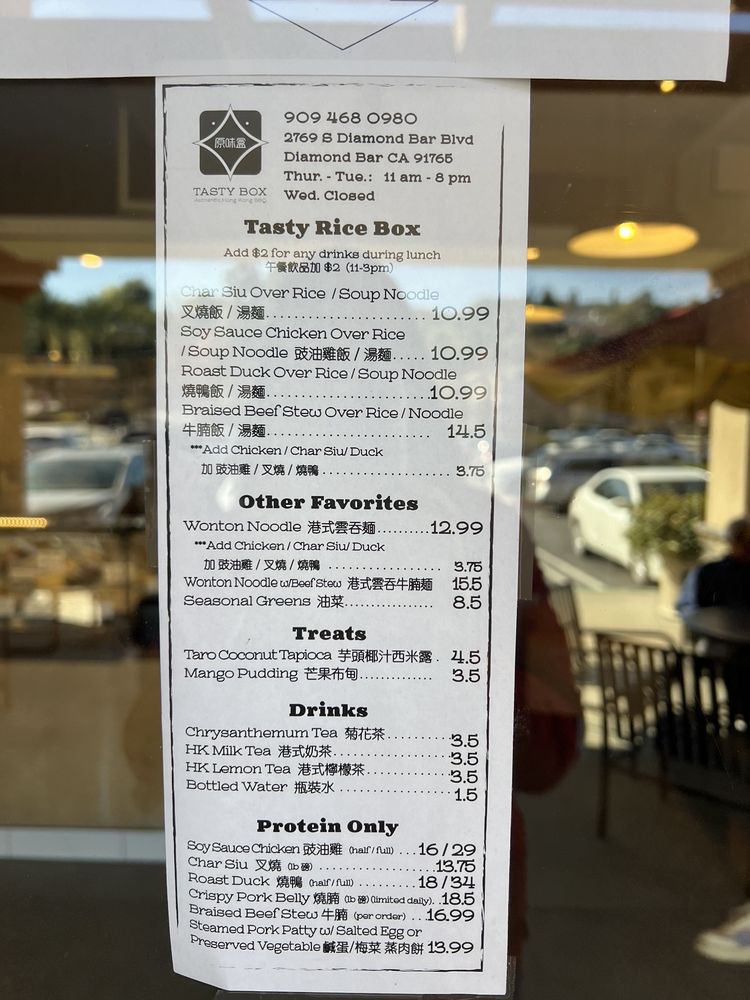 原味盒
TASTY BOX
Authentic Hong Kong BBQ
909 468 0980
2769 S Diamond Bar Blvd
Diamond Bar CA 91765
Thur. - Tue.: 11 am - 8 pm
Wed. Closed
Tasty Rice Box
Add $2 for any drinks during lunch
午餐飲品加 $2 (11-3pm)
Char Siu Over Rice / Soup Noodle
叉燒飯 / 湯麵.................... 10.99
Soy Sauce Chicken Over Rice
/ Soup Noodle 豉油雞飯 / 湯麵..... 10.99
Roast Duck Over Rice / Soup Noodle
燒鴨飯 / 湯麵....................10.99
Braised Beef Stew Over Rice / Noodle
牛腩飯 / 湯麵.................... 14.5
***Add Chicken / Char Siu/ Duck
加 豉油雞 / 叉燒 / 燒鴨 .................... 3.75
Other Favorites
Wonton Noodle 港式雲吞麵.........12.99
***Add Chicken / Char Siu/ Duck
加 豉油雞 / 叉燒 / 燒鴨 .................. 3.75
Wonton Noodle w/Beef Stew 港式雲吞牛腩麵 15.5
Seasonal Greens 油菜............... 8.5
Treats
Taro Coconut Tapioca 芋頭椰汁西米露 . 4.5
Mango Pudding 芒果布甸............. 3.5
Drinks
Chrysanthemum Tea 菊花茶.......... 3.5
HK Milk Tea 港式奶茶................. 3.5
HK Lemon Tea 港式檸檬茶............ 3.5
Bottled Water 瓶裝水 ................ 1.5
Protein Only
Soy Sauce Chicken 豉油雞 (half / full) ...16 / 29
Char Siu 叉燒 (lb 磅) ..................13.75
Roast Duck 燒鴨 (half / full) .........18 / 34
Crispy Pork Belly 燒腩 (lb 磅) (limited daily). .18.5
Braised Beef Stew 牛腩 (per order) . . 16.99
Steamed Pork Patty w/ Salted Egg or
Preserved Vegetable 鹹蛋/梅菜 蒸肉餅 13.99